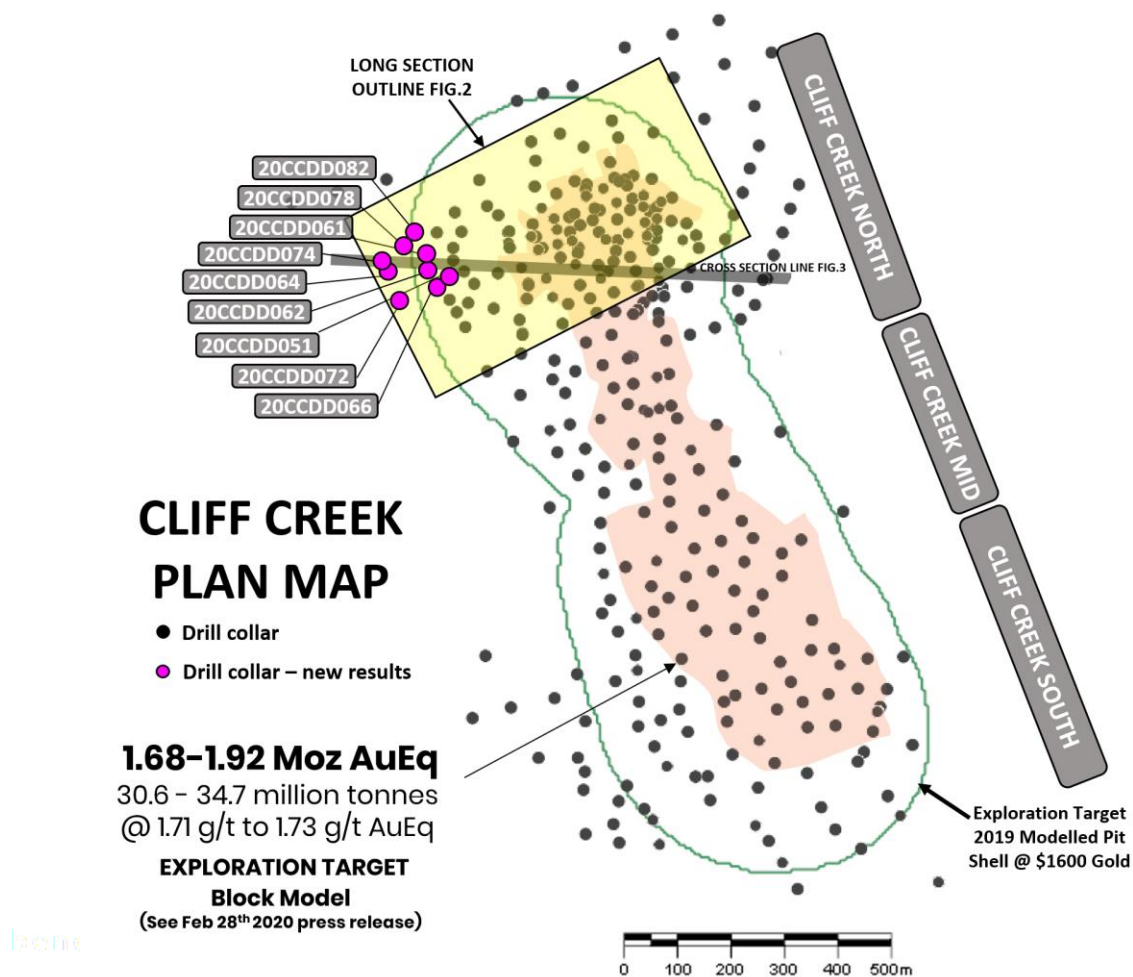 LONG SECTION
OUTLINE FIG.2
20CCDD082
20CCDD078
20CCDD061
20CCDD074
20CCDD064
20CCDD062
20CCDD051
20CCDD072
20CCDD066
CROSS SECTION LINE FIG.3
CLIFF CREEK NORTH
CLIFF CREEK MID
CLIFF CREEK SOUTH
CLIFF CREEK
PLAN MAP
Drill collar
Drill collar – new results
1.68-1.92 Moz AuEq
30.6 - 34.7 million tonnes
@ 1.71 g/t to 1.73 g/t AuEq
EXPLORATION TARGET
Block Model
(See Feb 28th 2020 press release)
Exploration Target
2019 Modelled Pit
Shell @ $1600 Gold
0 100 200 300 400 500m